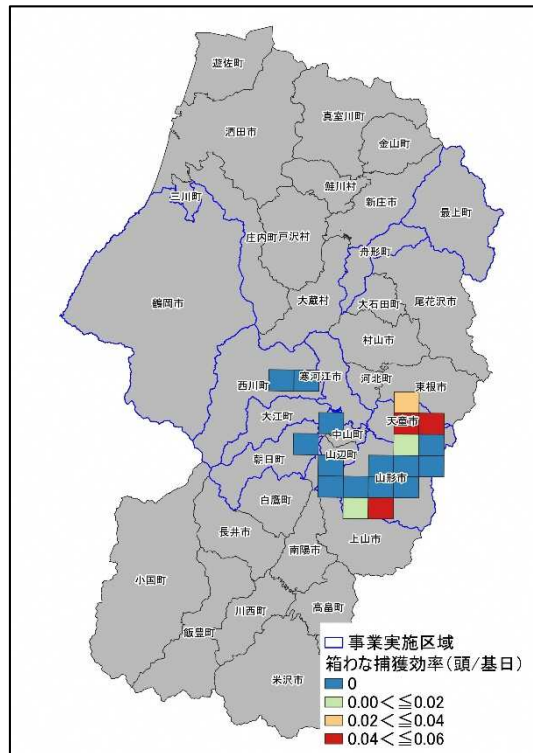 遊佐町
真室川町
酒田市
金山町
鮭川村
三川町
新庄市
最上町
庄内町
戸沢村
舟形町
鶴岡市
大蔵村
大石田町
尾花沢市
村山市
西川町
寒河江市
河北町
東根市
大江町
天童市
中山町
朝日町
山辺町
山形市
白鷹町
長井市
南陽市
上山市
小国町
川西町
高畠町
飯豊町
米沢市
事業実施区域
箱わな捕獲効率(頭/基日)
0
0.00<≦0.02
0.02<≦0.04
0.04<≦0.06